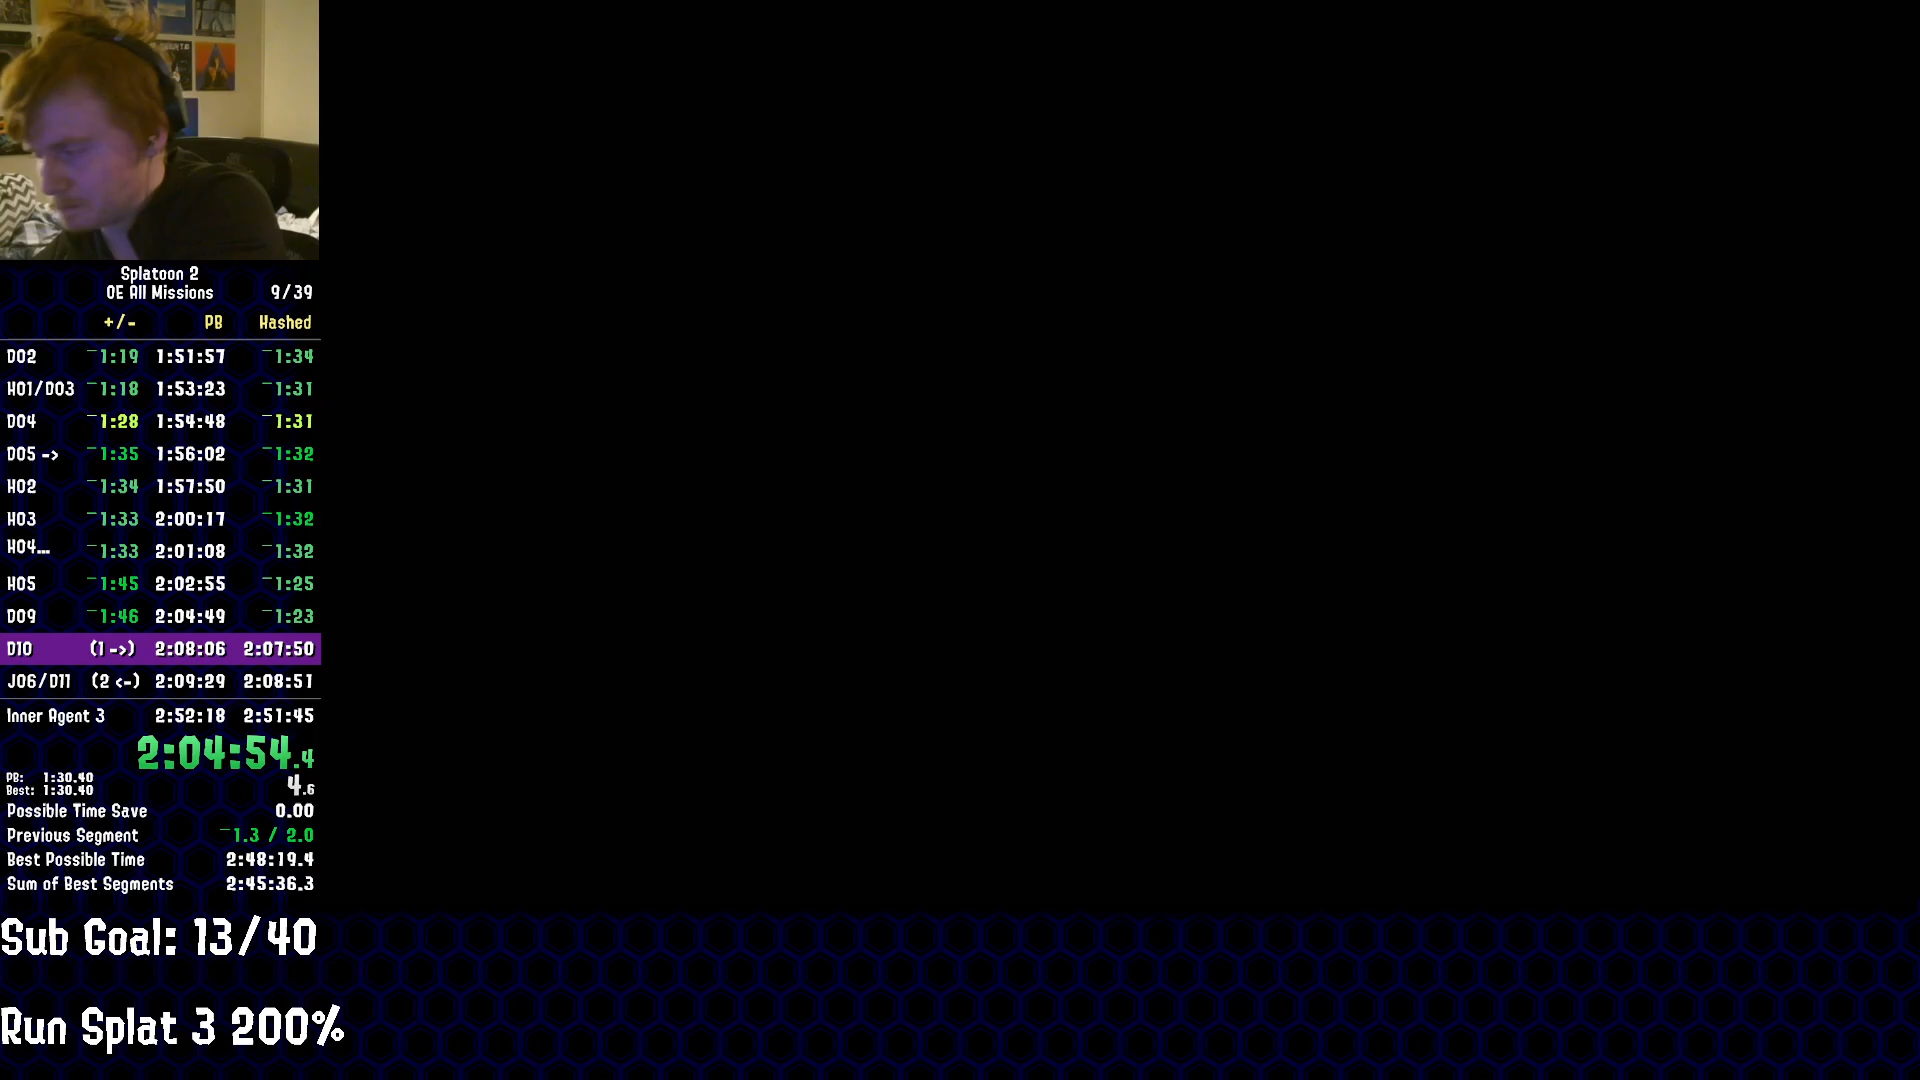 Splatoon 2
OE All Missions 9/39
+/- PB Hashed
D02 -1:19 1:51:57 -1:34
H01/D03 -1:18 1:53:23 -1:31
D04 -1:28 1:54:48 -1:31
D05 -> -1:35 1:56:02 -1:32
H02 -1:34 1:57:50 -1:31
H03 -1:33 2:00:17 -1:32
H04... -1:33 2:01:08 -1:32
H05 -1:45 2:02:55 -1:25
D09 -1:46 2:04:49 -1:23
D10 (1 ->) 2:08:06 2:07:50
J06/D11 (2 <-) 2:09:29 2:08:51
Inner Agent 3 2:52:18 2:51:45
2:04:54.4
PB: 1:30.40 4.6
Best: 1:30.40
Possible Time Save 0.00
Previous Segment -1.3 / 2.0
Best Possible Time 2:48:19.4
Sum of Best Segments 2:45:36.3
Sub Goal: 13/40
Run Splat 3 200%